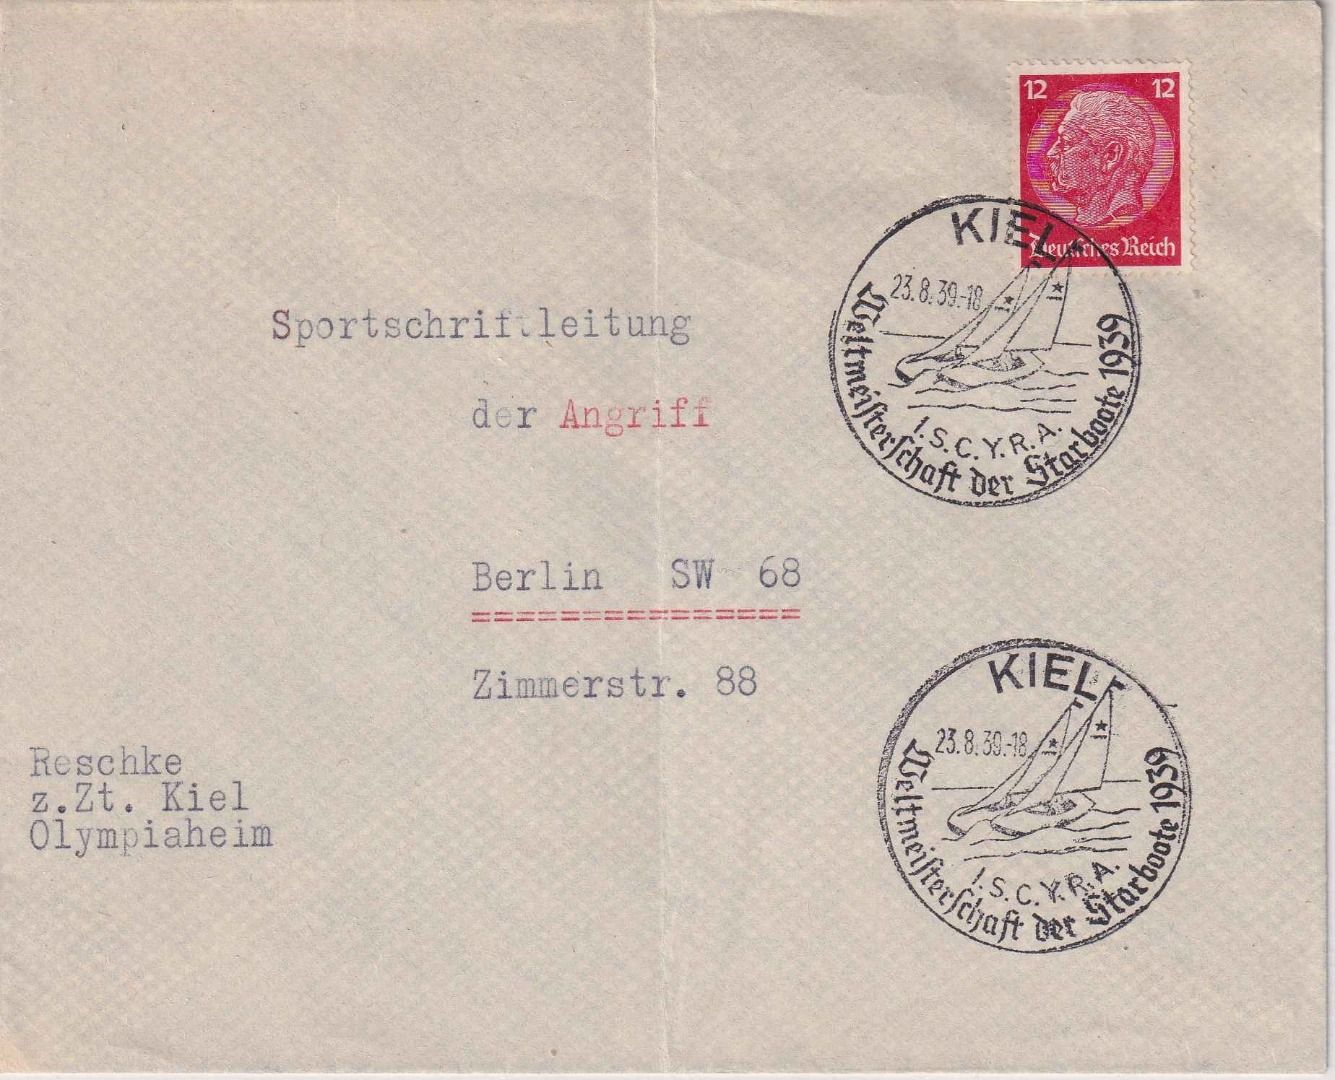 12 12
Deutsches Reich
KIEL
23.8.39.-18
I.S.C.Y.R.A.
Weltmeisterschaft der Starboote 1939
Sportschriftleitung
der Angriff
Berlin SW 68
===============
Zimmerstr. 88
KIEL
23.8.39.-18
I.S.C.Y.R.A.
Weltmeisterschaft der Starboote 1939
Reschke
z.Zt. Kiel
Olympiaheim